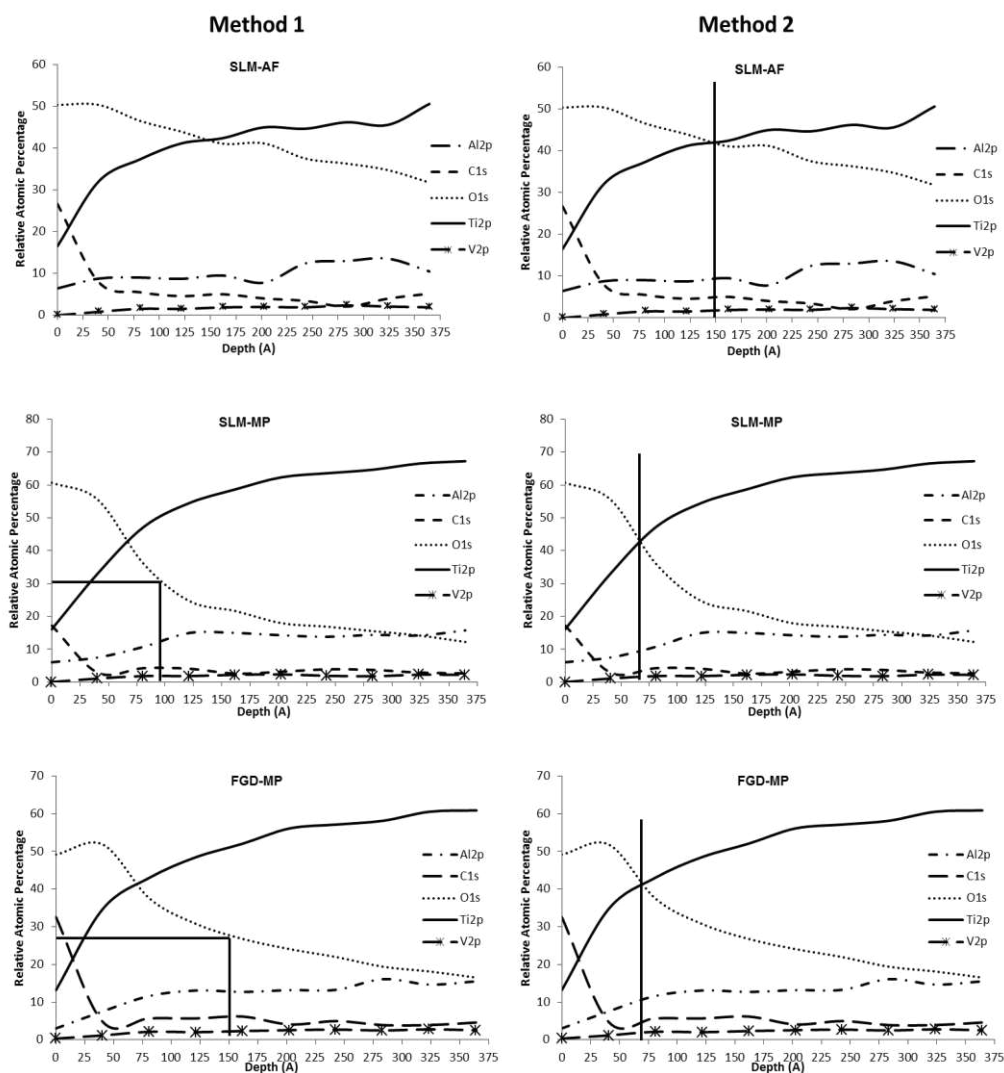 Method 1
Method 2
SLM-AF
Relative Atomic Percentage
60
50
40
30
20
10
0
0 25 50 75 100 125 150 175 200 225 250 275 300 325 350 375
Depth (A)
Al2p
C1s
O1s
Ti2p
V2p
SLM-AF
Relative Atomic Percentage
60
50
40
30
20
10
0
0 25 50 75 100 125 150 175 200 225 250 275 300 325 350 375
Depth (A)
Al2p
C1s
O1s
Ti2p
V2p
SLM-MP
Relative Atomic Percentage
80
70
60
50
40
30
20
10
0
0 25 50 75 100 125 150 175 200 225 250 275 300 325 350 375
Depth (A)
Al2p
C1s
O1s
Ti2p
V2p
SLM-MP
Relative Atomic Percentage
80
70
60
50
40
30
20
10
0
0 25 50 75 100 125 150 175 200 225 250 275 300 325 350 375
Depth (A)
Al2p
C1s
O1s
Ti2p
V2p
FGD-MP
Relative Atomic Percentage
70
60
50
40
30
20
10
0
0 25 50 75 100 125 150 175 200 225 250 275 300 325 350 375
Depth (A)
Al2p
C1s
O1s
Ti2p
V2p
FGD-MP
Relative Atomic Percentage
70
60
50
40
30
20
10
0
0 25 50 75 100 125 150 175 200 225 250 275 300 325 350 375
Depth (A)
Al2p
C1s
O1s
Ti2p
V2p